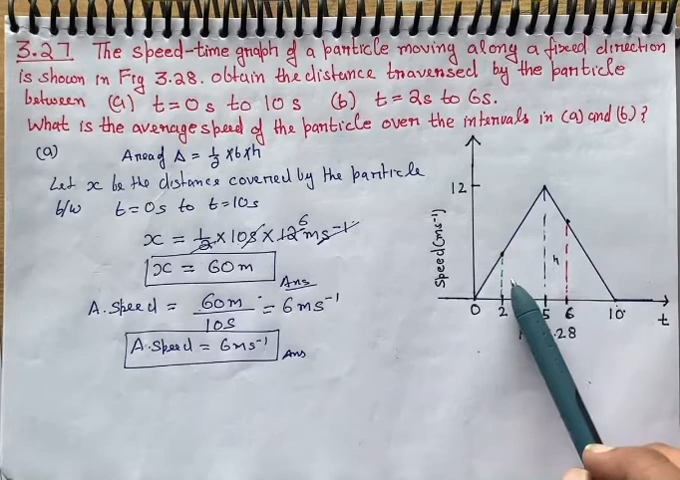 3.27 The speed-time graph of a particle moving along a fixed direction
is shown in Fig 3.28. obtain the distance traversed by the particle
between (a) t=0s to 10s (b) t=2s to 6s.
What is the average speed of the particle over the intervals in (a) and (b)?
(a) Area of Δ = 1/2 ×b×h
Let x be the distance covered by the particle
b/w t=0s to t=10s
x = 1/2 ×10s×12 6 ms⁻¹
x = 60m
Ans
A.speed = 60m/10s = 6ms⁻¹
A.speed = 6ms⁻¹ Ans
12
Speed(ms⁻¹)
h
0 2 5 6 10 t
.28